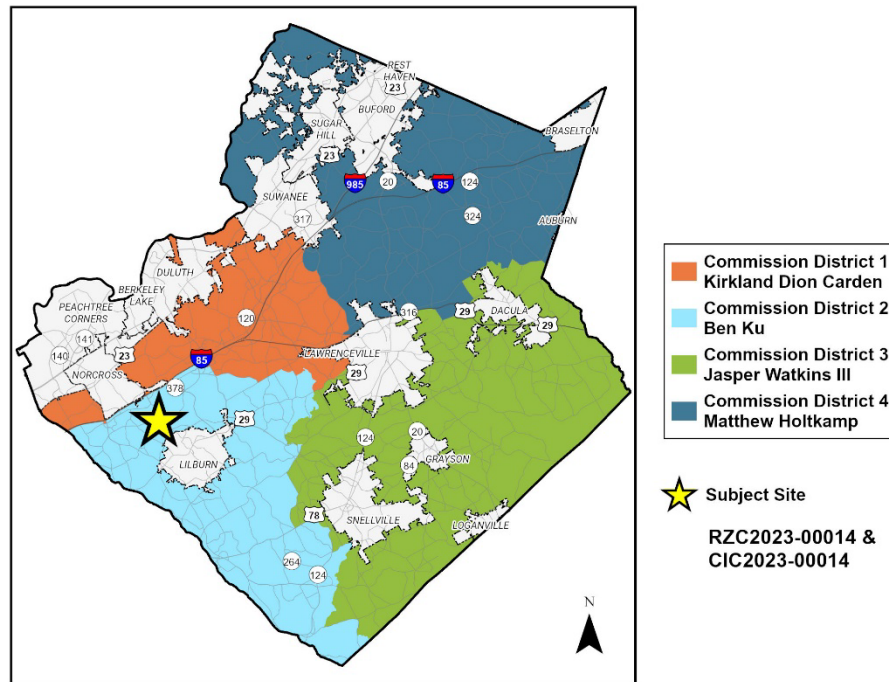 REST
HAVEN
23
BUFORD
SUGAR
HILL
23
BRASELTON
985
20
85
124
SUWANEE
317
324
AUBURN
DULUTH
BERKELEY
LAKE
PEACHTREE
CORNERS
141
140
120
316
29
DACULA
29
23
85
LAWRENCEVILLE
29
NORCROSS
378
29
LILBURN
124
20
GRAYSON
84
78
SNELLVILLE
LOGANVILLE
264
124
N
Commission District 1
Kirkland Dion Carden
Commission District 2
Ben Ku
Commission District 3
Jasper Watkins III
Commission District 4
Matthew Holtkamp
Subject Site
RZC2023-00014 &
CIC2023-00014